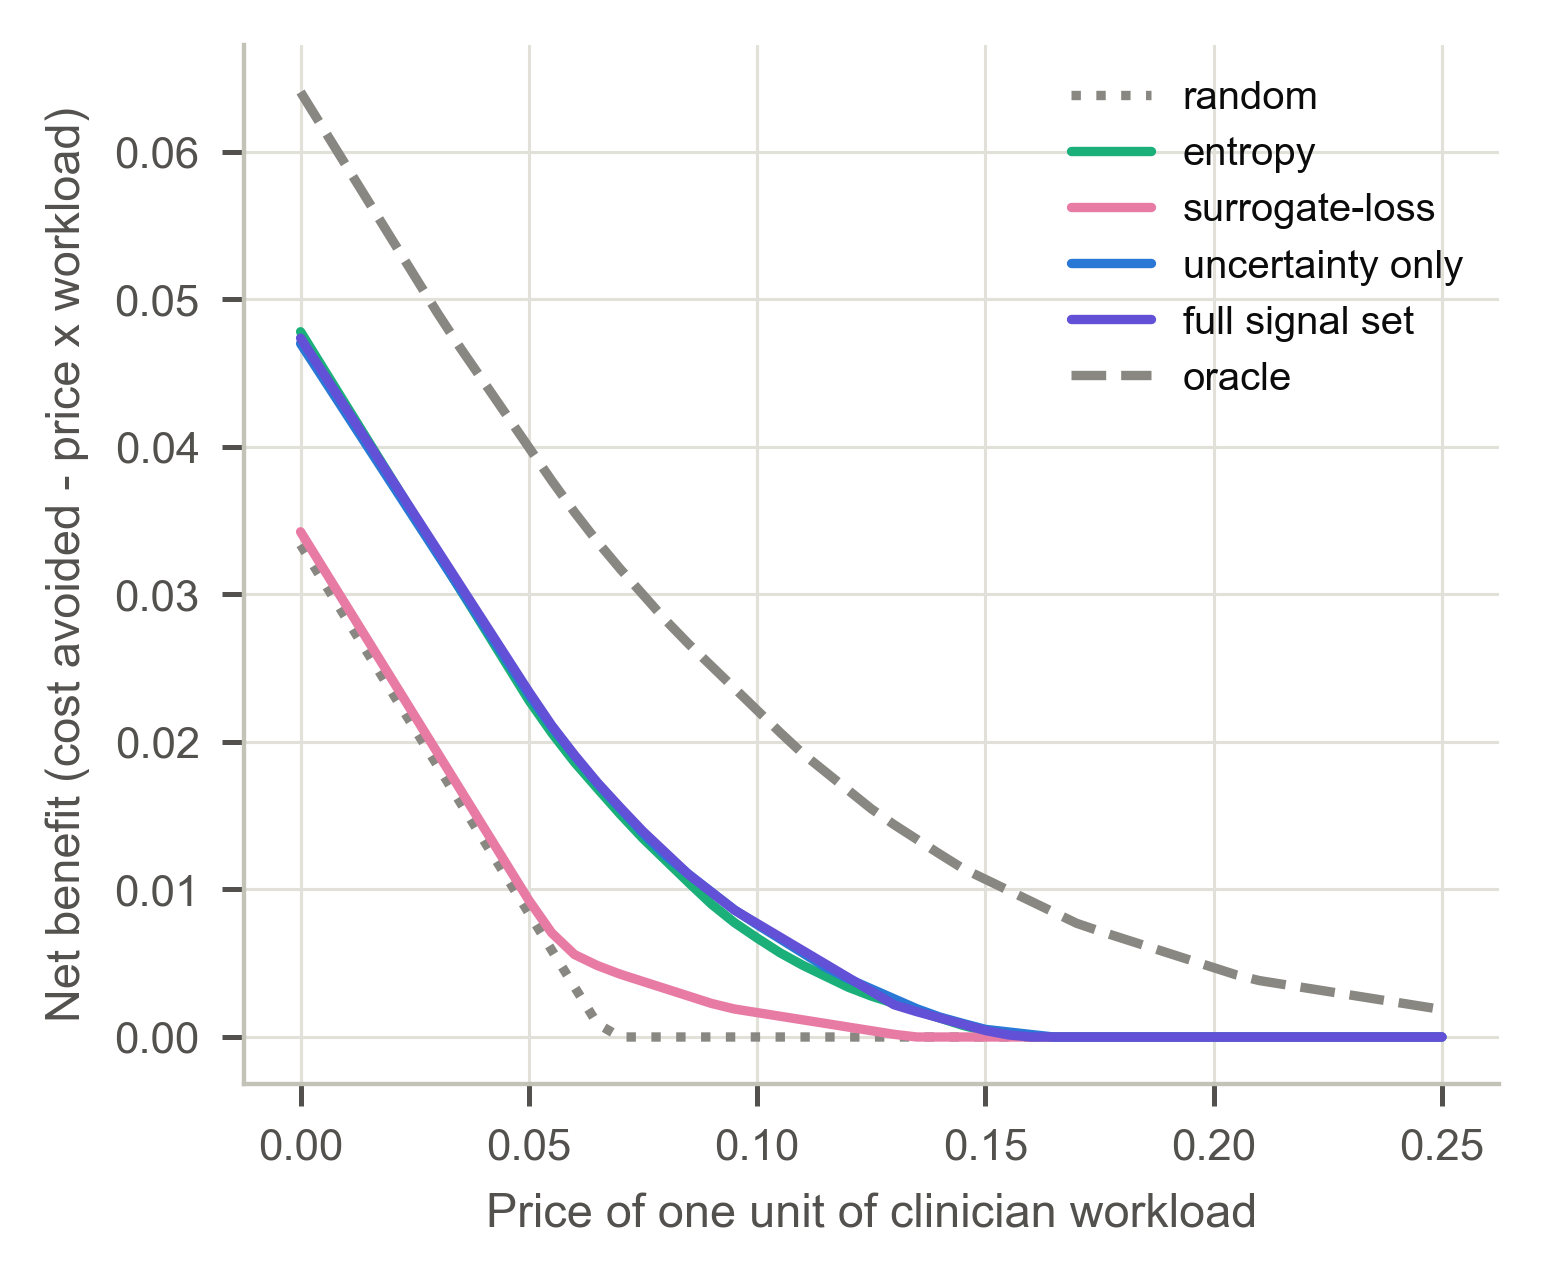 Net benefit (cost avoided - price x workload)
0.06
0.05
0.04
0.03
0.02
0.01
0.00
random
entropy
surrogate-loss
uncertainty only
full signal set
oracle
0.00 0.05 0.10 0.15 0.20 0.25
Price of one unit of clinician workload